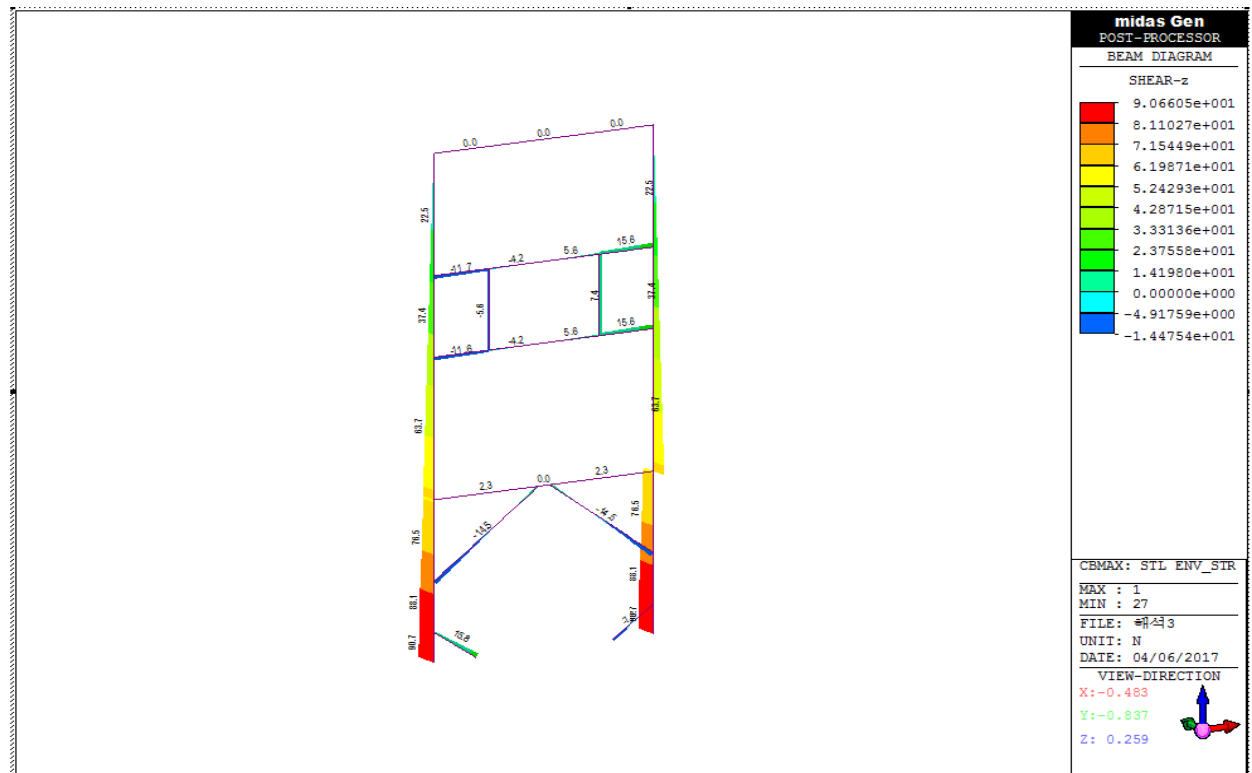 midas Gen
POST-PROCESSOR
BEAM DIAGRAM
SHEAR-z
9.06605e+001
8.11027e+001
7.15449e+001
6.19871e+001
5.24293e+001
4.28715e+001
3.33136e+001
2.37558e+001
1.41980e+001
0.00000e+000
-4.91759e+000
-1.44754e+001
0.0
0.0
0.0
22.5
22.5
15.6
5.6
-4.2
-11.7
37.4
-5.6
7.4
37.4
15.6
5.6
-4.2
-11.6
63.7
63.7
2.3
0.0
2.3
76.5
-14.5
-14.5
76.5
88.1
88.1
90.7
15.8
CBMAX: STL ENV_STR
MAX : 1
MIN : 27
FILE: 해석3
UNIT: N
DATE: 04/06/2017
VIEW-DIRECTION
X:-0.483
Y:-0.837
Z: 0.259